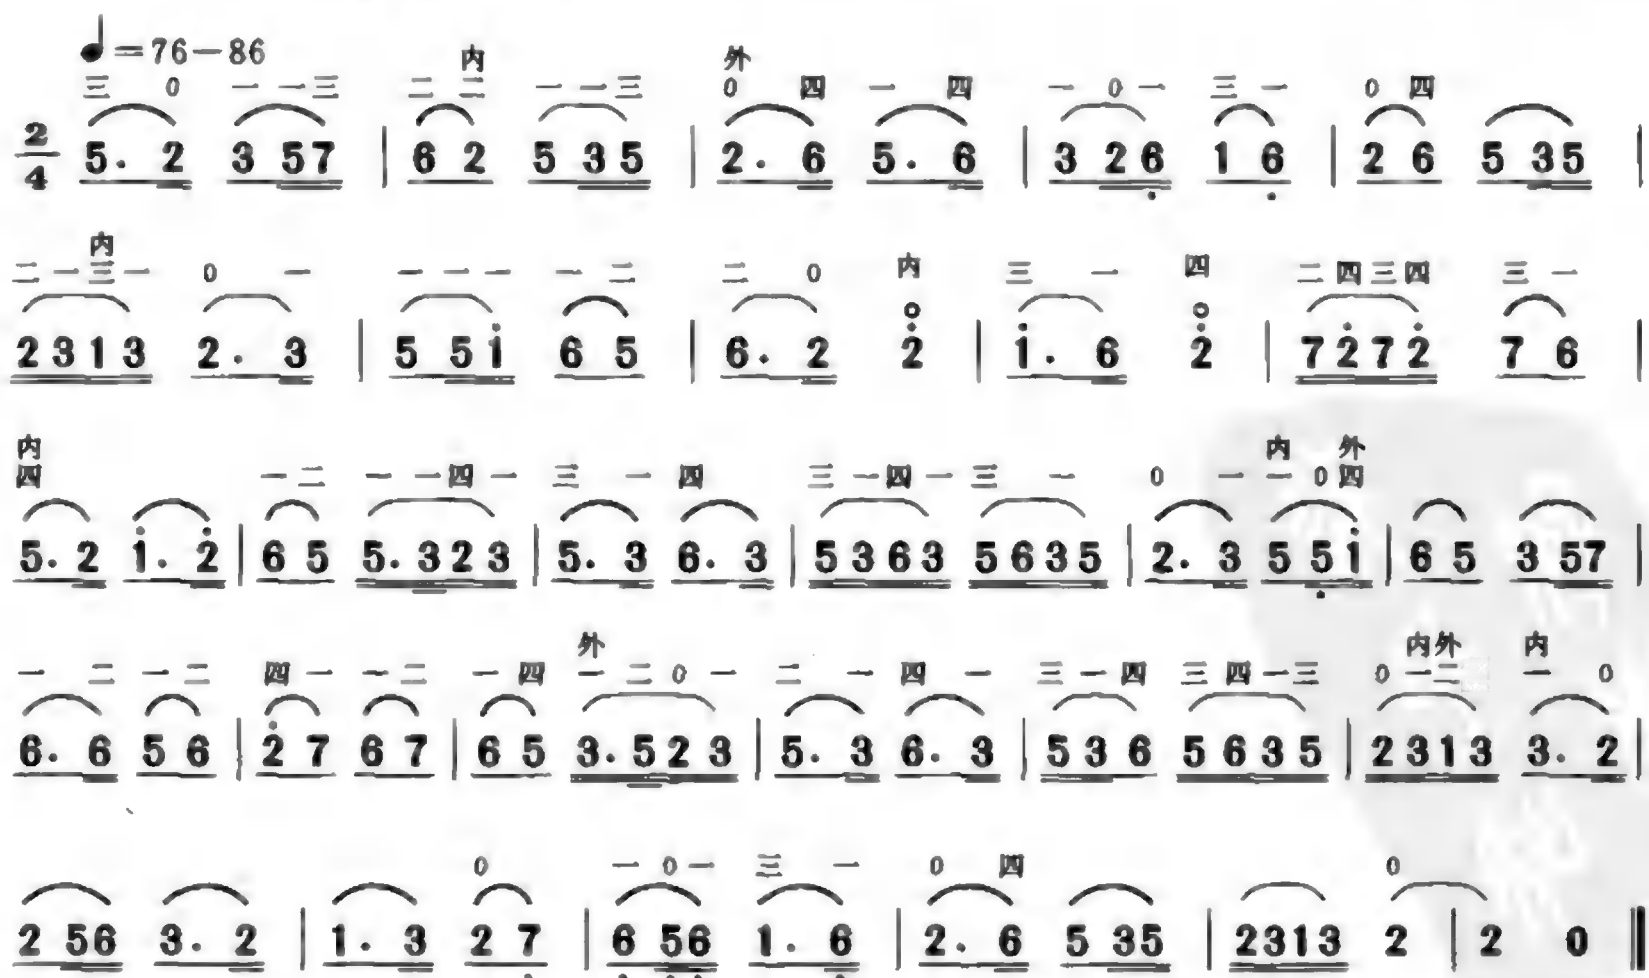 ♩=76—86
内 外
三 0 一 一 三 二 二 一 一 三 0 四 一 四 一 0 一 三 一 0 四
2/4 5. 2 3 57 | 6 2 5 35 | 2. 6 5. 6 | 3 26̣ 1 6̣ | 2 6 5 35 |
内
二 一 三 一 0 一 一 一 一 一 二 二 0 内 三 一 四 二 四 三 四 三 一
2313 2. 3 | 5 5i̇ 6 5 | 6. 2 2̇ | i̇. 6 2̇ | 72̇72̇ 7 6 |
内 内 外
四 一 二 一 一 四 一 三 一 四 三 一 四 一 三 一 0 一 一 0 四
5. 2 i̇. 2̇ | 6 5 5.323 | 5. 3 6. 3 | 5363 5635 | 2. 3 5 5̣i̇ | 6 5 3 57 |
外 内 外 内
一 二 一 二 四 一 一 二 一 四 一 二 0 一 二 一 四 一 三 一 四 三 四 一 三 0 一 二 一 0
6. 6 5 6 | 2̇ 7 6 7 | 6 5 3.523 | 5. 3 6. 3 | 536 5635 | 2313 3. 2 |
0 一 0 一 三 一 0 四 0
2 56 3. 2 | 1. 3 2 7̣ | 6̣ 5̣6̣ 1. 6̣ | 2. 6 5 35 | 2313 2 | 2 0 ‖